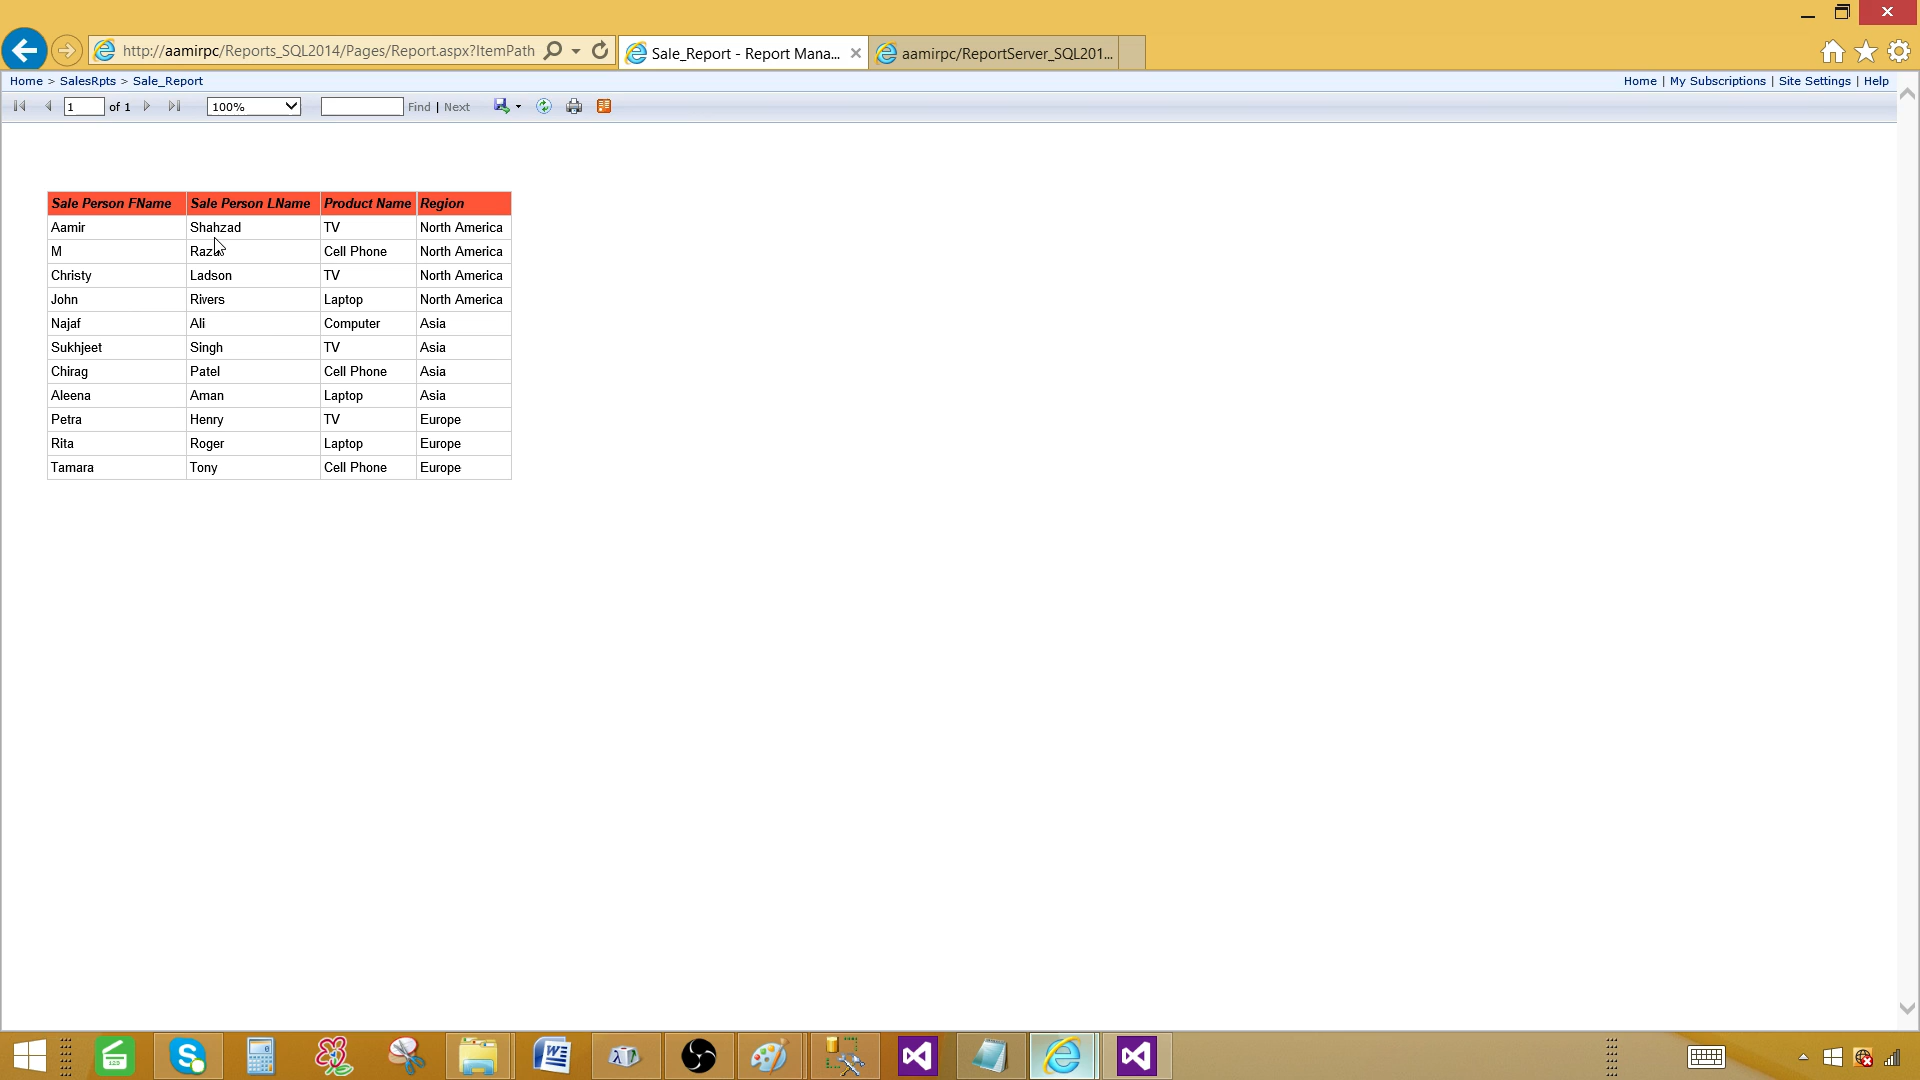 http://aamirpc/Reports_SQL2014/Pages/Report.aspx?ItemPath
Sale_Report - Report Mana...
aamirpc/ReportServer_SQL201...
Home > SalesRpts > Sale_Report
Home | My Subscriptions | Site Settings | Help
1 of 1 100% Find | Next
Sale Person FName Sale Person LName Product Name Region
Aamir Shahzad TV North America
M Cell Phone North America
Christy Ladson TV North America
John Rivers Laptop North America
Najaf Ali Computer Asia
Sukhjeet Singh TV Asia
Chirag Patel Cell Phone Asia
Aleena Aman Laptop Asia
Petra Henry TV Europe
Rita Roger Laptop Europe
Tamara Tony Cell Phone Europe